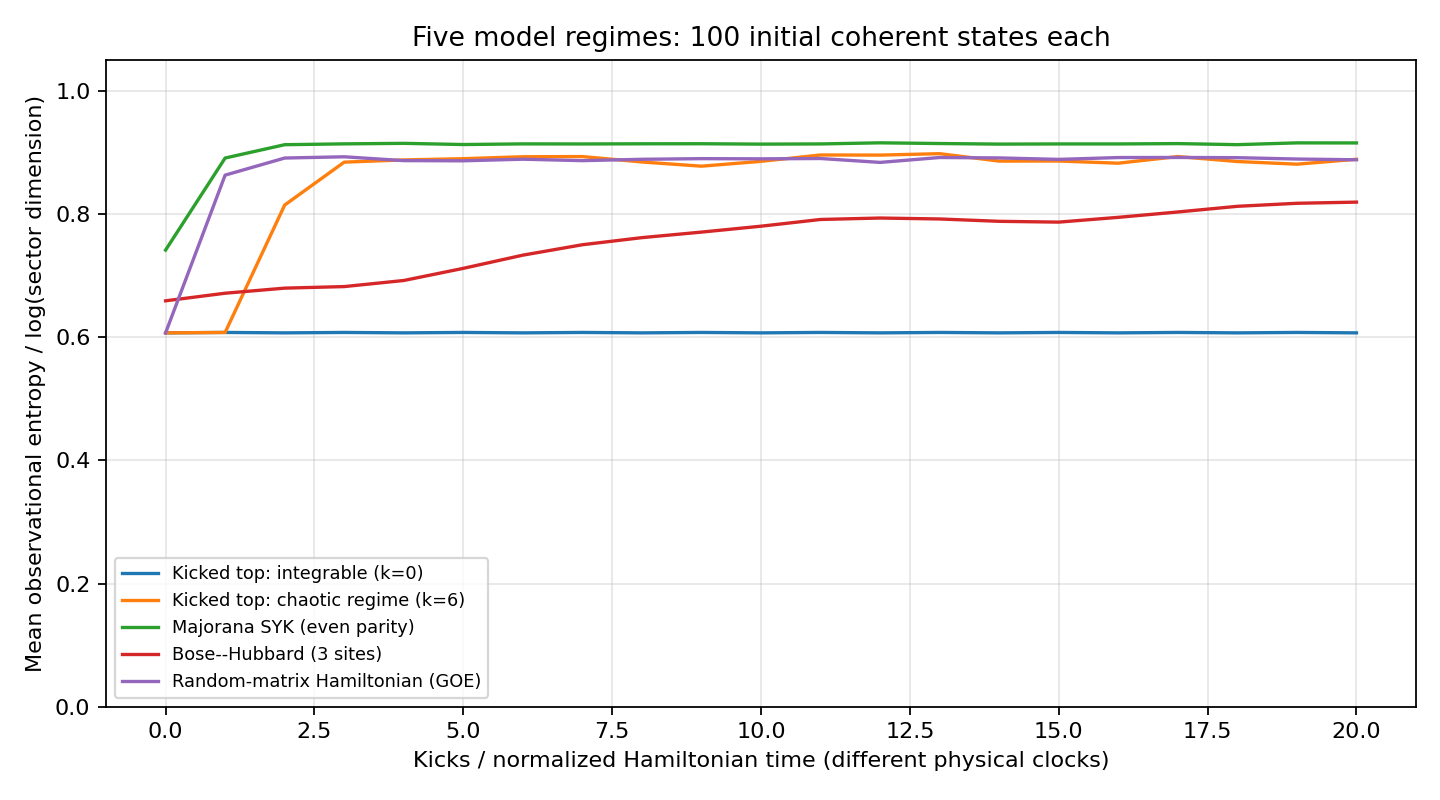 Five model regimes: 100 initial coherent states each
Mean observational entropy / log(sector dimension)
1.0
0.8
0.6
0.4
0.2
0.0
Kicked top: integrable (k=0)
Kicked top: chaotic regime (k=6)
Majorana SYK (even parity)
Bose--Hubbard (3 sites)
Random-matrix Hamiltonian (GOE)
0.0 2.5 5.0 7.5 10.0 12.5 15.0 17.5 20.0
Kicks / normalized Hamiltonian time (different physical clocks)